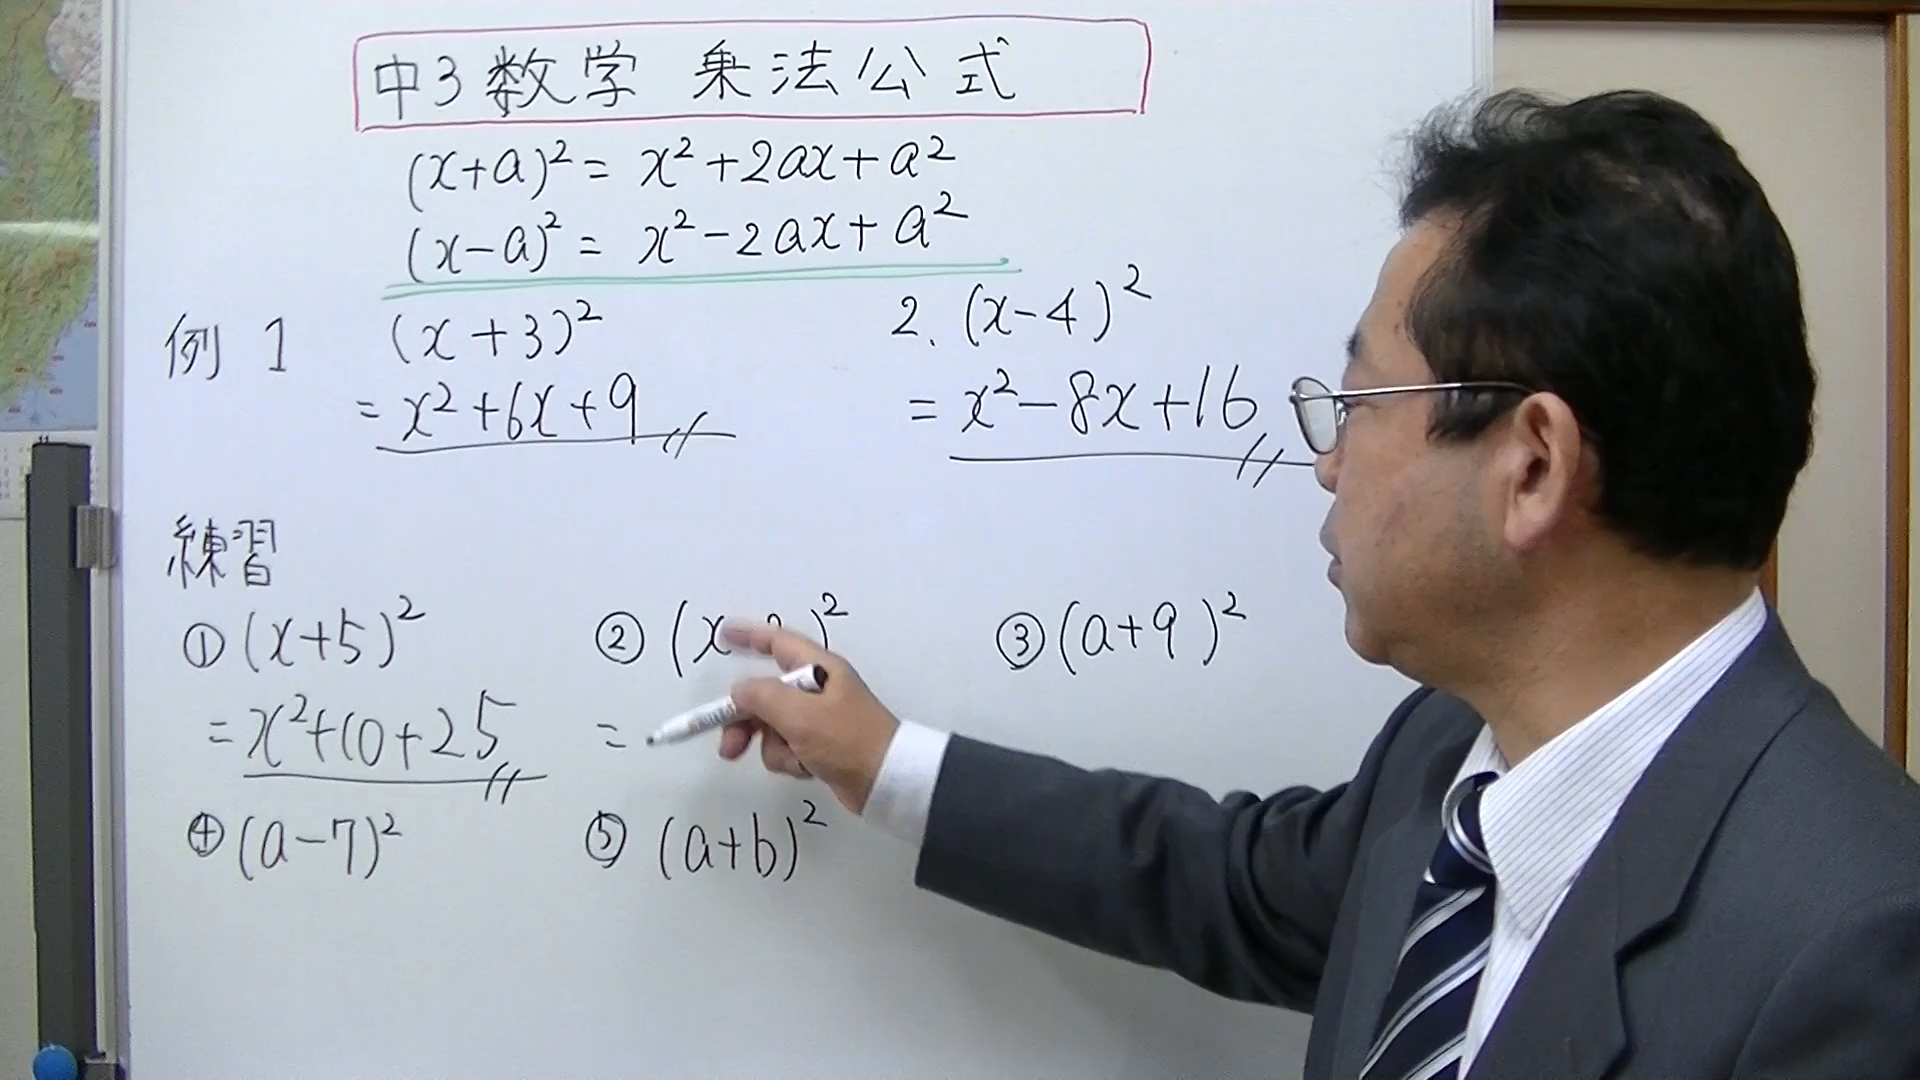 中3数学 乗法公式
(x+a)² = x²+2ax+a²
(x-a)² = x²-2ax+a²
例 1 (x+3)²
= x²+6x+9
2. (x-4)²
= x²-8x+16
練習
① (x+5)² ② (x )² ③ (a+9)²
= x²+10+25 =
④ (a-7)² ⑤ (a+b)²